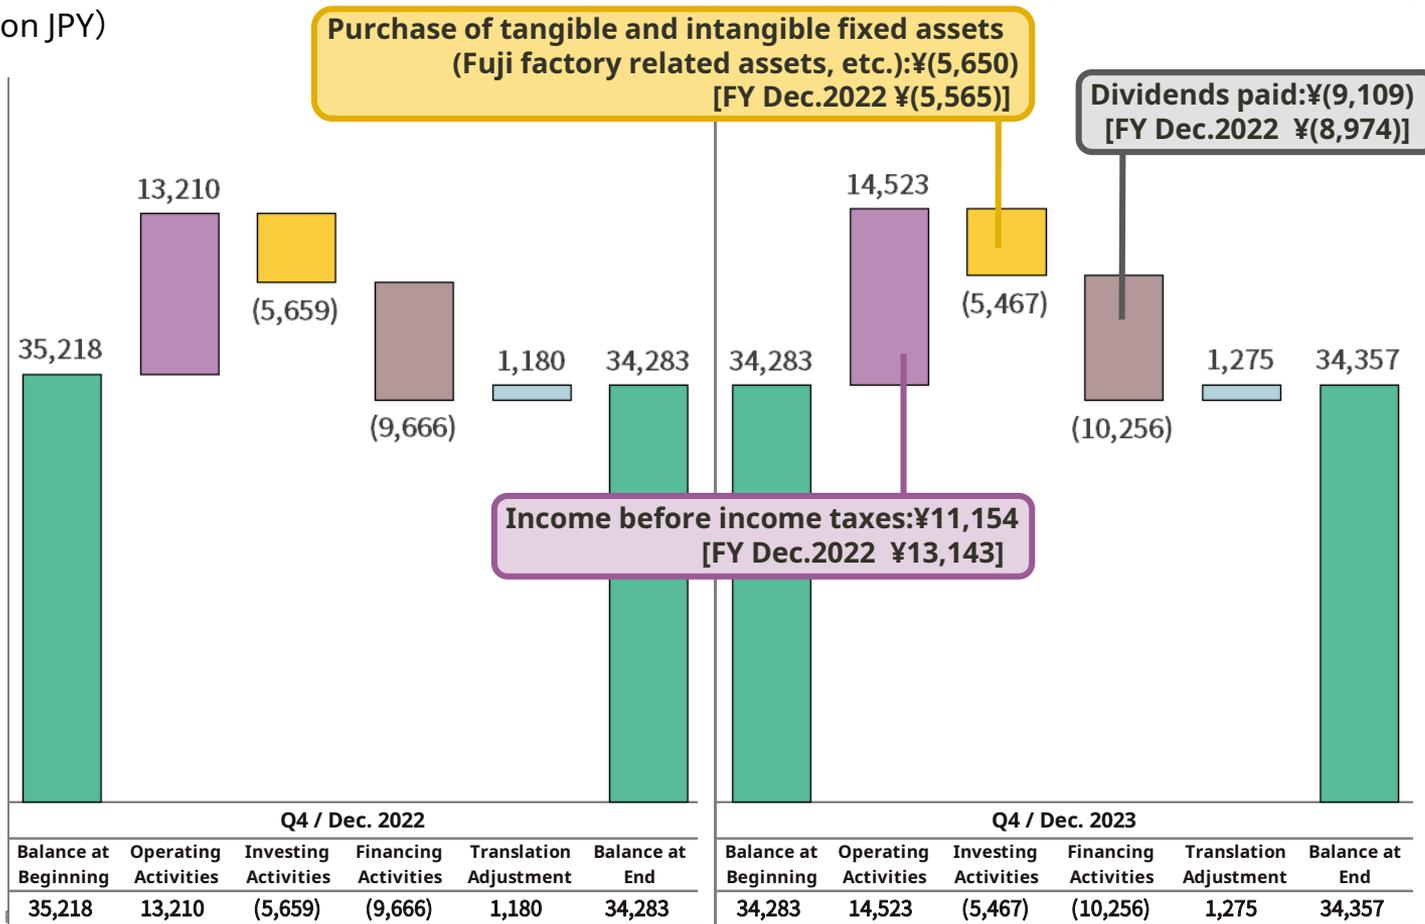 on JPY）
Purchase of tangible and intangible fixed assets
(Fuji factory related assets, etc.):¥(5,650)
[FY Dec.2022 ¥(5,565)]
Dividends paid:¥(9,109)
[FY Dec.2022 ¥(8,974)]
13,210
14,523
(5,659)
(5,467)
35,218
1,180
34,283
34,283
1,275
34,357
(9,666)
(10,256)
Income before income taxes:¥11,154
[FY Dec.2022 ¥13,143]
Q4 / Dec. 2022
Q4 / Dec. 2023
Balance at Operating Investing Financing Translation Balance at
Beginning Activities Activities Activities Adjustment End
35,218 13,210 (5,659) (9,666) 1,180 34,283
Balance at Operating Investing Financing Translation Balance at
Beginning Activities Activities Activities Adjustment End
34,283 14,523 (5,467) (10,256) 1,275 34,357